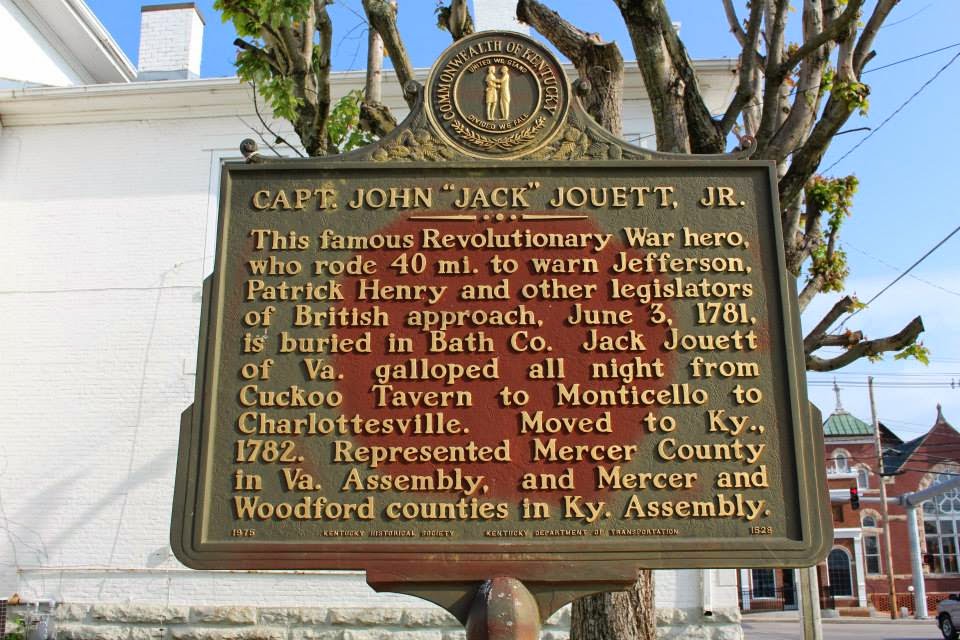 COMMONWEALTH OF KENTUCKY
UNITED WE STAND
DIVIDED WE FALL
CAPT. JOHN "JACK" JOUETT, JR.
This famous Revolutionary War hero,
who rode 40 mi. to warn Jefferson,
Patrick Henry and other legislators
of British approach, June 3, 1781,
is buried in Bath Co. Jack Jouett
of Va. galloped all night from
Cuckoo Tavern to Monticello to
Charlottesville. Moved to Ky.,
1782. Represented Mercer County
in Va. Assembly, and Mercer and
Woodford counties in Ky. Assembly.
1975 KENTUCKY HISTORICAL SOCIETY KENTUCKY DEPARTMENT OF TRANSPORTATION 1528